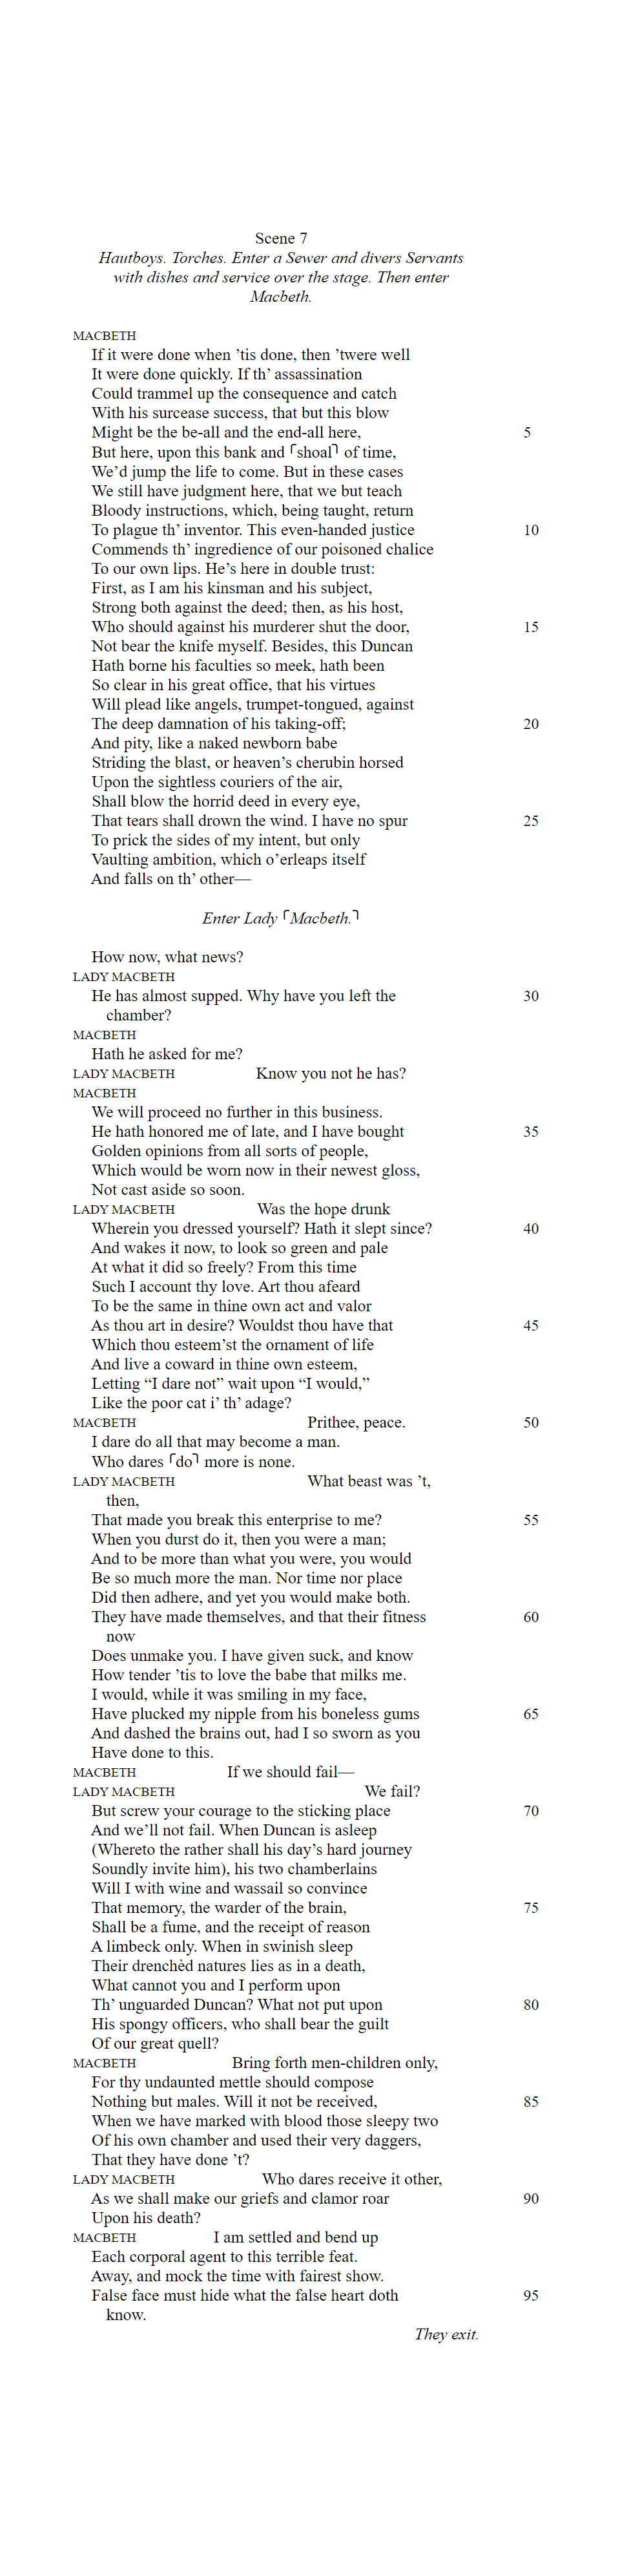 Scene 7
Hautboys. Torches. Enter a Sewer and divers Servants
with dishes and service over the stage. Then enter
Macbeth.
MACBETH
If it were done when ’tis done, then ’twere well
It were done quickly. If th’ assassination
Could trammel up the consequence and catch
With his surcease success, that but this blow
Might be the be-all and the end-all here, 5
But here, upon this bank and ⌜shoal⌝ of time,
We’d jump the life to come. But in these cases
We still have judgment here, that we but teach
Bloody instructions, which, being taught, return
To plague th’ inventor. This even-handed justice 10
Commends th’ ingredience of our poisoned chalice
To our own lips. He’s here in double trust:
First, as I am his kinsman and his subject,
Strong both against the deed; then, as his host,
Who should against his murderer shut the door, 15
Not bear the knife myself. Besides, this Duncan
Hath borne his faculties so meek, hath been
So clear in his great office, that his virtues
Will plead like angels, trumpet-tongued, against
The deep damnation of his taking-off; 20
And pity, like a naked newborn babe
Striding the blast, or heaven’s cherubin horsed
Upon the sightless couriers of the air,
Shall blow the horrid deed in every eye,
That tears shall drown the wind. I have no spur 25
To prick the sides of my intent, but only
Vaulting ambition, which o’erleaps itself
And falls on th’ other—
Enter Lady ⌜Macbeth.⌝
How now, what news?
LADY MACBETH
He has almost supped. Why have you left the 30
chamber?
MACBETH
Hath he asked for me?
LADY MACBETH Know you not he has?
MACBETH
We will proceed no further in this business.
He hath honored me of late, and I have bought 35
Golden opinions from all sorts of people,
Which would be worn now in their newest gloss,
Not cast aside so soon.
LADY MACBETH Was the hope drunk
Wherein you dressed yourself? Hath it slept since? 40
And wakes it now, to look so green and pale
At what it did so freely? From this time
Such I account thy love. Art thou afeard
To be the same in thine own act and valor
As thou art in desire? Wouldst thou have that 45
Which thou esteem’st the ornament of life
And live a coward in thine own esteem,
Letting “I dare not” wait upon “I would,”
Like the poor cat i’ th’ adage?
MACBETH Prithee, peace. 50
I dare do all that may become a man.
Who dares ⌜do⌝ more is none.
LADY MACBETH What beast was ’t,
then,
That made you break this enterprise to me? 55
When you durst do it, then you were a man;
And to be more than what you were, you would
Be so much more the man. Nor time nor place
Did then adhere, and yet you would make both.
They have made themselves, and that their fitness 60
now
Does unmake you. I have given suck, and know
How tender ’tis to love the babe that milks me.
I would, while it was smiling in my face,
Have plucked my nipple from his boneless gums 65
And dashed the brains out, had I so sworn as you
Have done to this.
MACBETH If we should fail—
LADY MACBETH We fail?
But screw your courage to the sticking place 70
And we’ll not fail. When Duncan is asleep
(Whereto the rather shall his day’s hard journey
Soundly invite him), his two chamberlains
Will I with wine and wassail so convince
That memory, the warder of the brain, 75
Shall be a fume, and the receipt of reason
A limbeck only. When in swinish sleep
Their drenchèd natures lies as in a death,
What cannot you and I perform upon
Th’ unguarded Duncan? What not put upon 80
His spongy officers, who shall bear the guilt
Of our great quell?
MACBETH Bring forth men-children only,
For thy undaunted mettle should compose
Nothing but males. Will it not be received, 85
When we have marked with blood those sleepy two
Of his own chamber and used their very daggers,
That they have done ’t?
LADY MACBETH Who dares receive it other,
As we shall make our griefs and clamor roar 90
Upon his death?
MACBETH I am settled and bend up
Each corporal agent to this terrible feat.
Away, and mock the time with fairest show.
False face must hide what the false heart doth 95
know.
They exit.